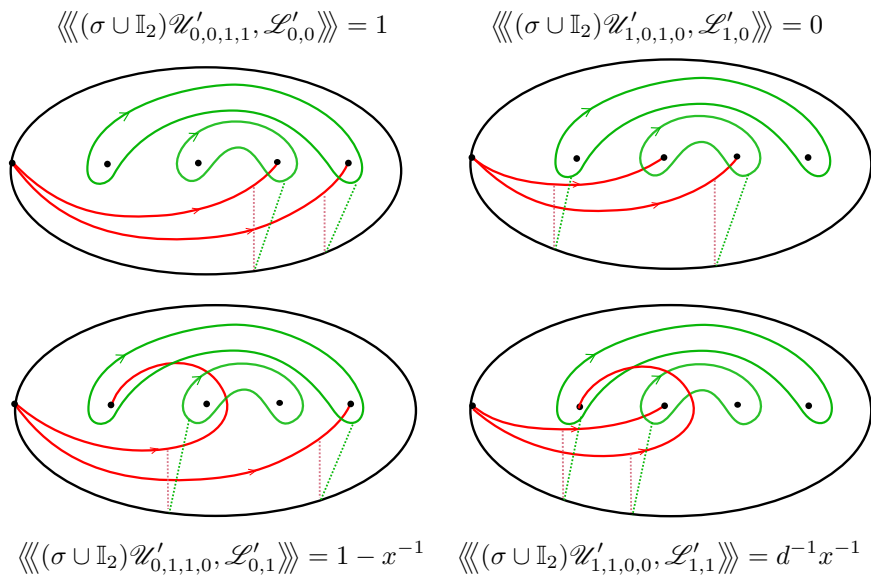 ⟪⟨(σ ∪ 𝕀₂)𝒰′₀,₀,₁,₁, ℒ′₀,₀⟩⟫ = 1
⟪⟨(σ ∪ 𝕀₂)𝒰′₁,₀,₁,₀, ℒ′₁,₀⟩⟫ = 0
⟪⟨(σ ∪ 𝕀₂)𝒰′₀,₁,₁,₀, ℒ′₀,₁⟩⟫ = 1 − x⁻¹
⟪⟨(σ ∪ 𝕀₂)𝒰′₁,₁,₀,₀, ℒ′₁,₁⟩⟫ = d⁻¹x⁻¹